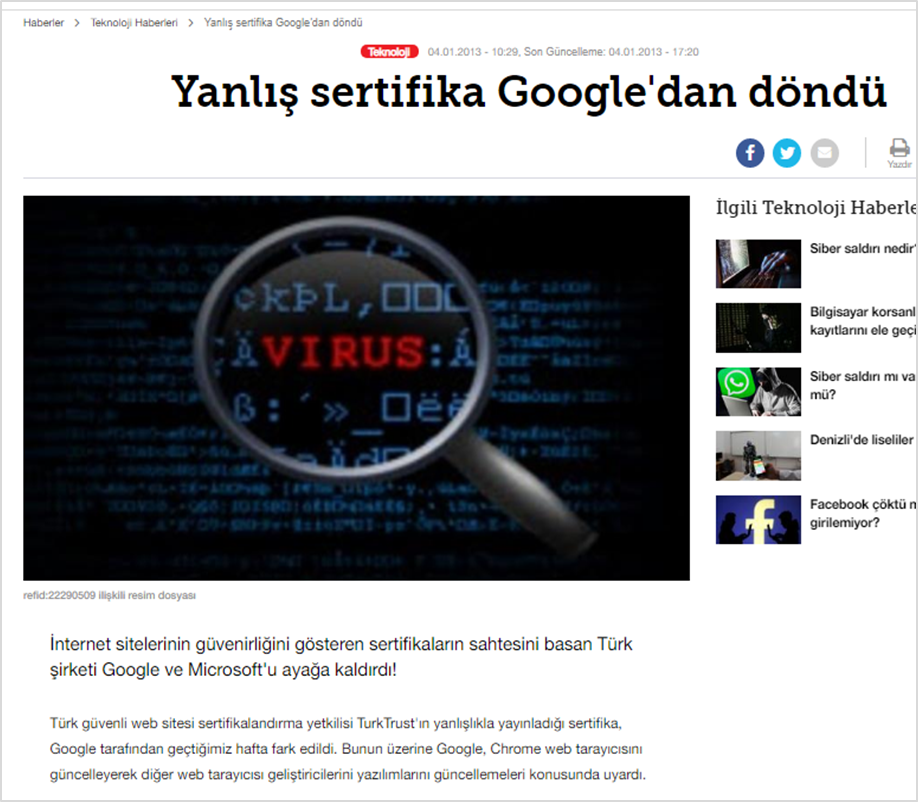 Haberler > Teknoloji Haberleri > Yanlış sertifika Google'dan döndü
Teknoloji 04.01.2013 - 10:29, Son Güncelleme: 04.01.2013 - 17:20
Yanlış sertifika Google'dan döndü
Yazdır
İlgili Teknoloji Haberle
Siber saldırı nedir?
Bilgisayar korsanl
kayıtlarını ele geçi
Siber saldırı mı va
mü?
Denizli'de liseliler
Facebook çöktü m
girilemiyor?
VIRUS
refid:22290509 ilişkili resim dosyası
İnternet sitelerinin güvenirliğini gösteren sertifikaların sahtesini basan Türk
şirketi Google ve Microsoft'u ayağa kaldırdı!
Türk güvenli web sitesi sertifikalandırma yetkilisi TurkTrust'ın yanlışlıkla yayınladığı sertifika,
Google tarafından geçtiğimiz hafta fark edildi. Bunun üzerine Google, Chrome web tarayıcısını
güncelleyerek diğer web tarayıcısı geliştiricilerini yazılımlarını güncellemeleri konusunda uyardı.